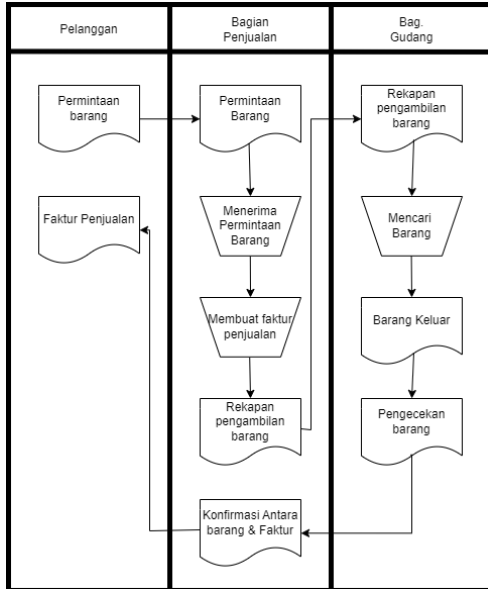 Pelanggan
Bagian
Penjualan
Bag.
Gudang
Permintaan
barang
Permintaan
Barang
Rekapan
pengambilan
barang
Faktur Penjualan
Menerima
Permintaan
Barang
Mencari
Barang
Membuat faktur
penjualan
Barang Keluar
Rekapan
pengambilan
barang
Pengecekan
barang
Konfirmasi Antara
barang & Faktur